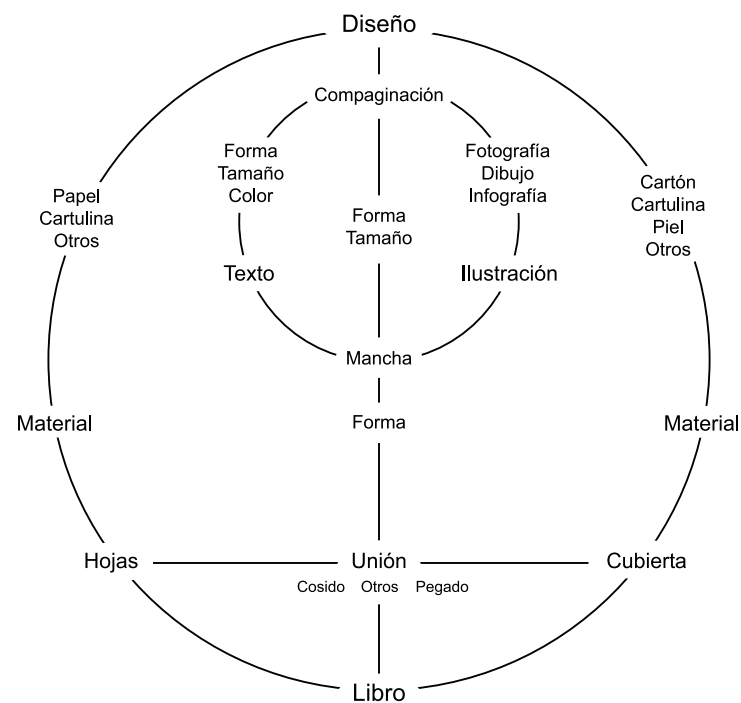 Diseño
Compaginación
Forma
Tamaño
Color
Fotografía
Dibujo
Infografía
Papel
Cartulina
Otros
Forma
Tamaño
Cartón
Cartulina
Piel
Otros
Texto
Ilustración
Mancha
Material
Forma
Material
Hojas
Unión
Cubierta
Cosido Otros Pegado
Libro